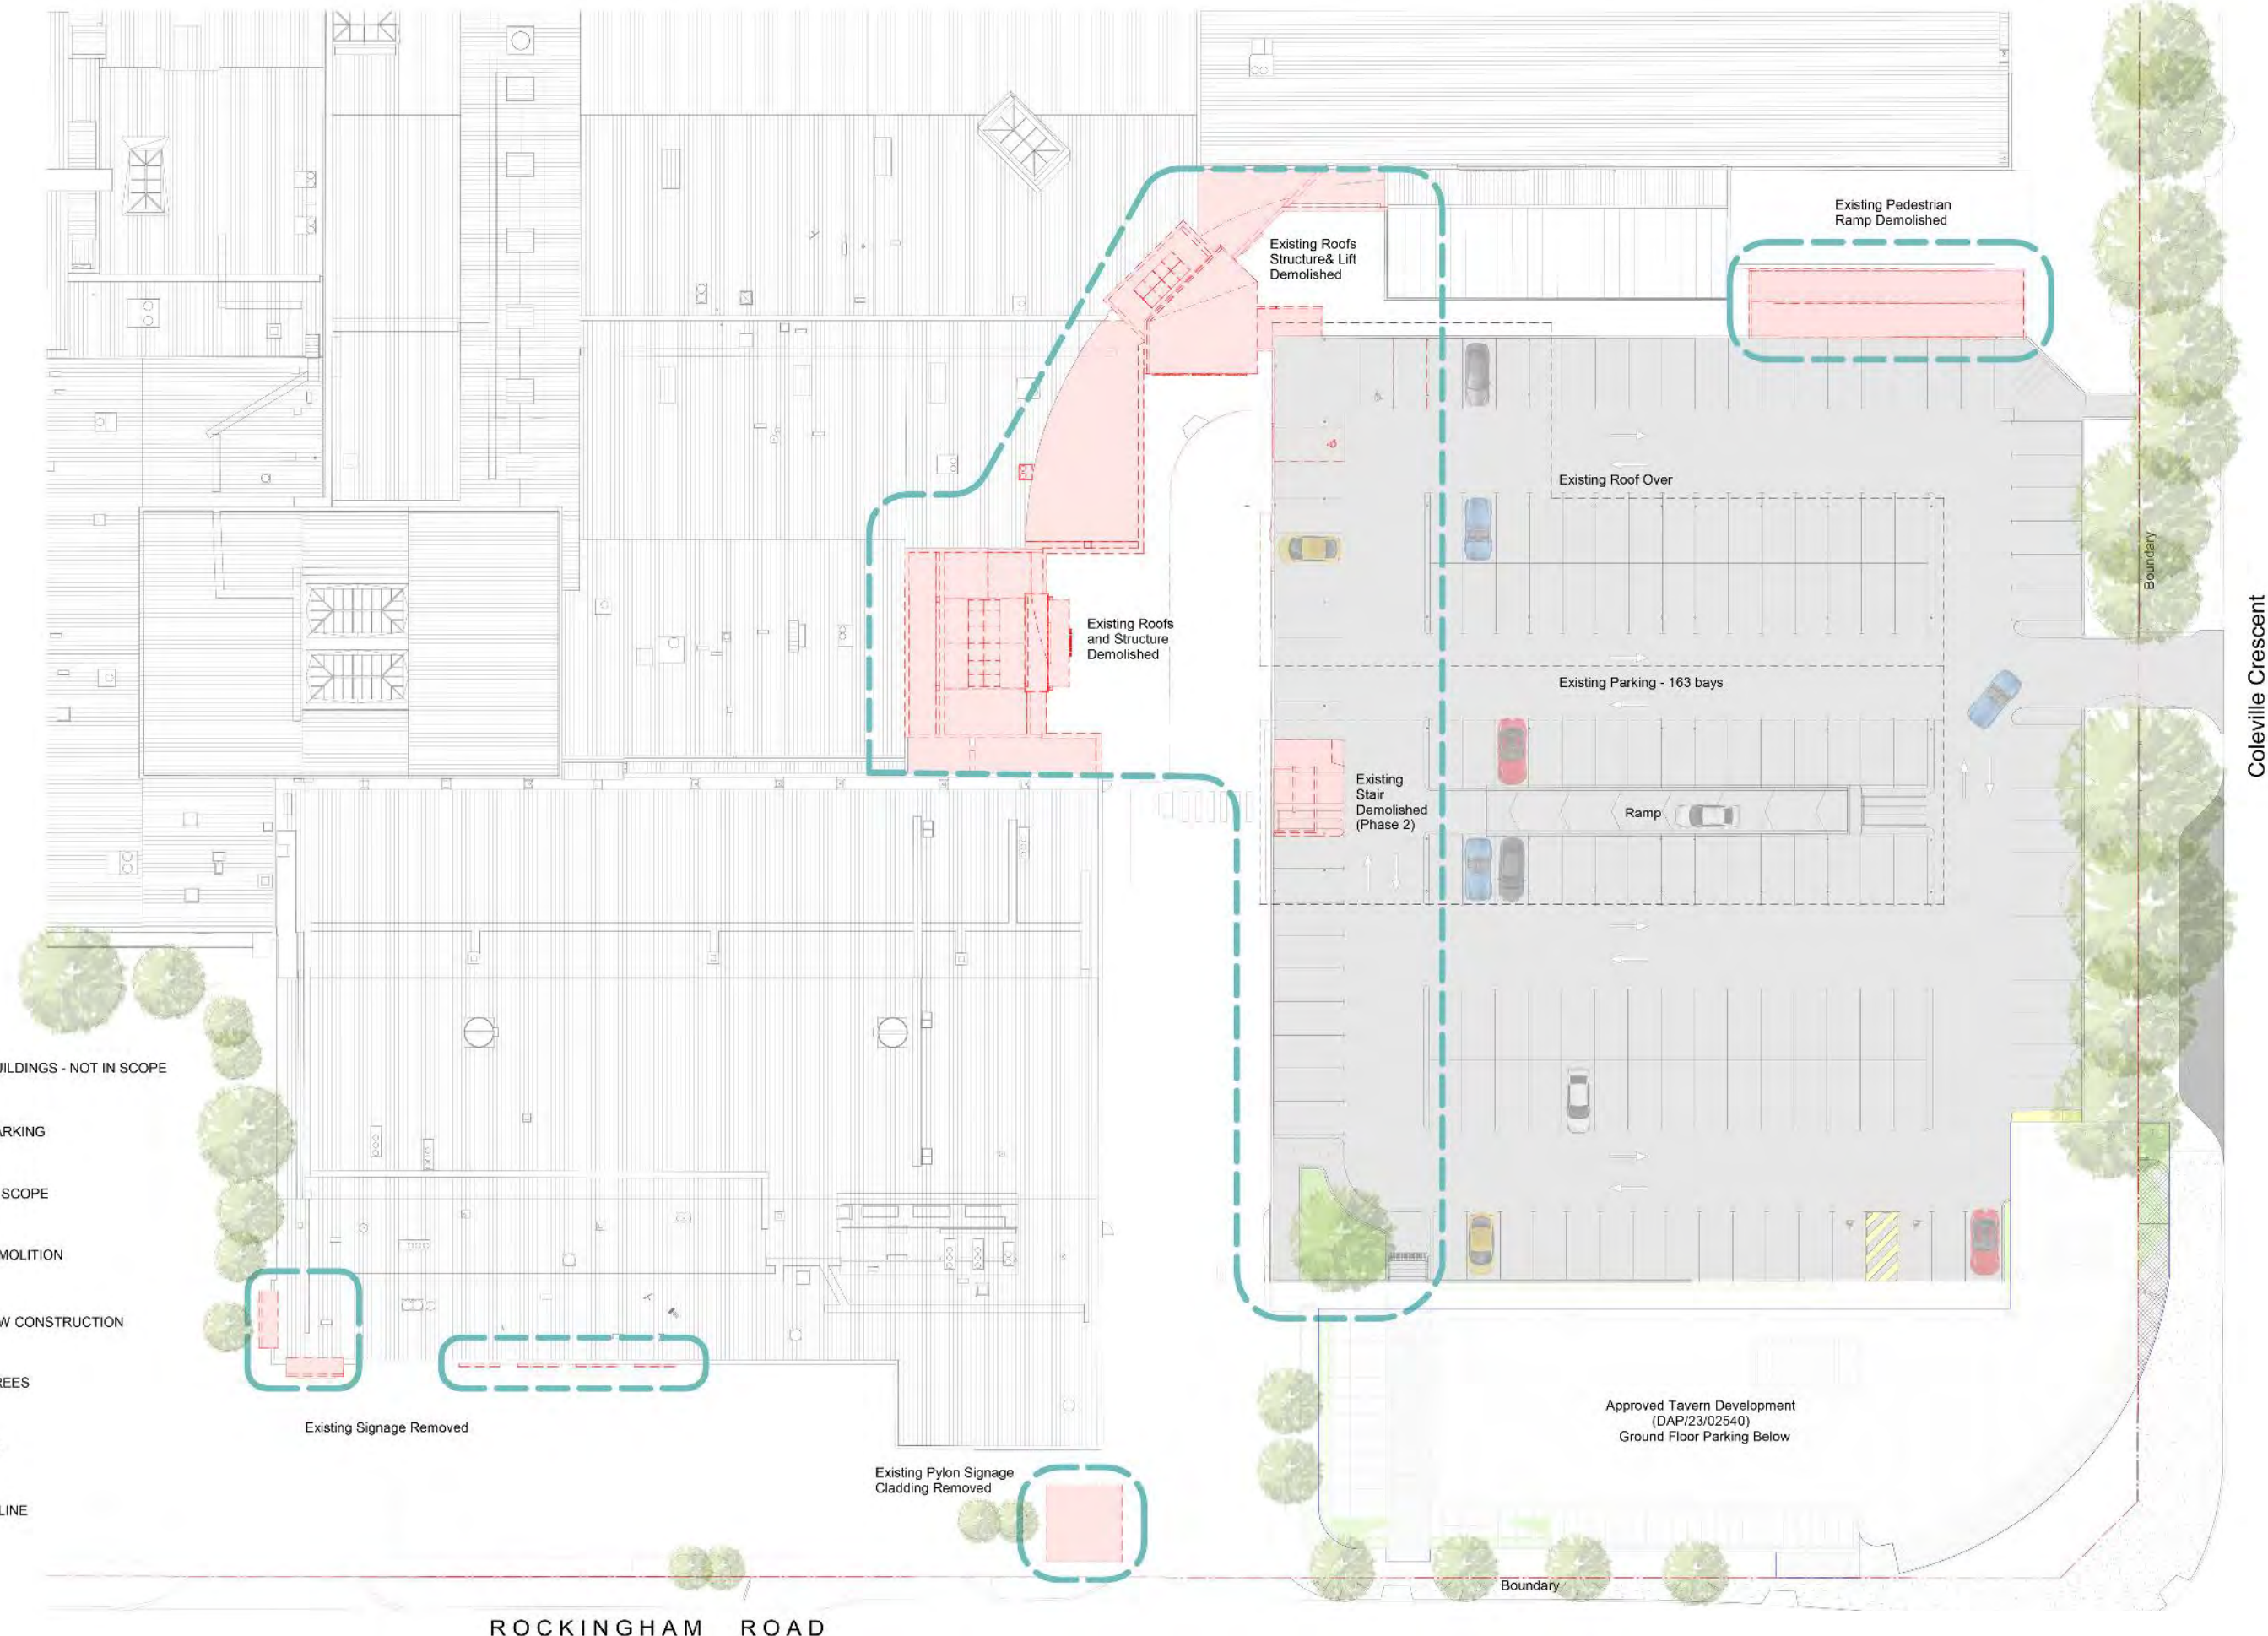 Existing Pedestrian
Ramp Demolished
Existing Roofs
Structure& Lift
Demolished
Existing Roof Over
Boundary
Coleville Crescent
Existing Roofs
and Structure
Demolished
Existing Parking - 163 bays
Existing
Stair
Demolished
(Phase 2)
Ramp
UILDINGS - NOT IN SCOPE
ARKING
SCOPE
MOLITION
W CONSTRUCTION
REES
LINE
Existing Signage Removed
Existing Pylon Signage
Cladding Removed
Approved Tavern Development
(DAP/23/02540)
Ground Floor Parking Below
Boundary
ROCKINGHAM ROAD